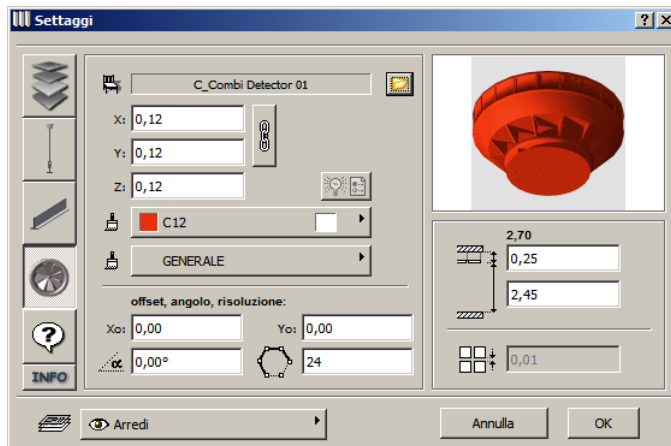 Settaggi
C_Combi Detector 01
X: 0,12
Y: 0,12
Z: 0,12
C12
GENERALE
offset, angolo, risoluzione:
Xo: 0,00 Yo: 0,00
α 0,00° 24
INFO
2,70
0,25
2,45
0,01
Arredi
Annulla OK